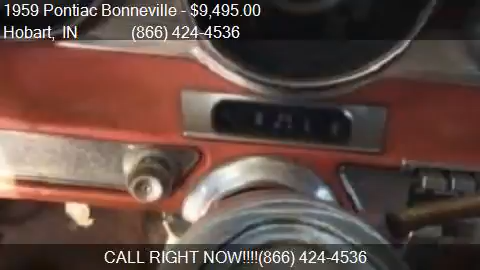 1959 Pontiac Bonneville - $9,495.00
Hobart, IN (866) 424-4536
CALL RIGHT NOW!!!!(866) 424-4536